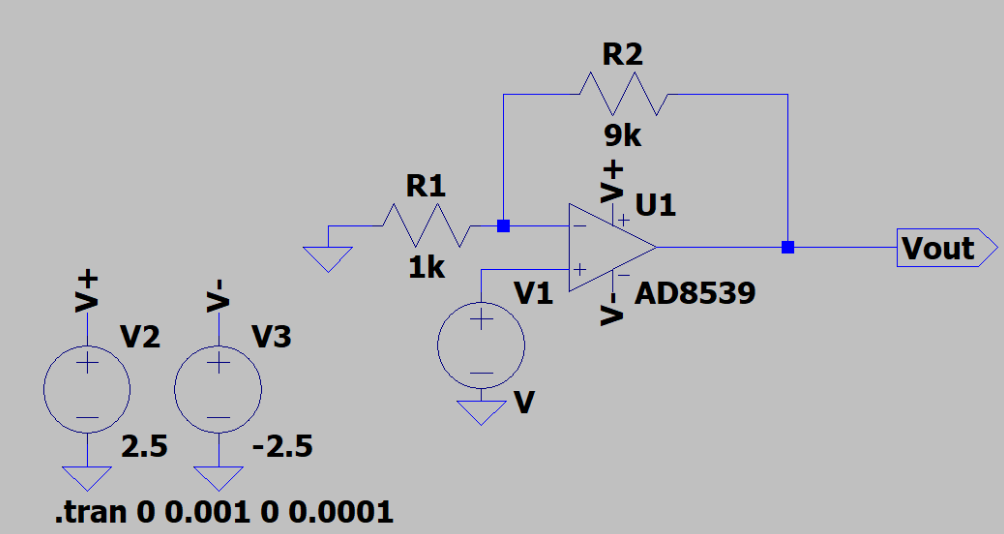 R2
9k
V+
R1
U1
Vout
1k
V+
V-
V1
V-
AD8539
V2
V3
V
2.5
-2.5
.tran 0 0.001 0 0.0001